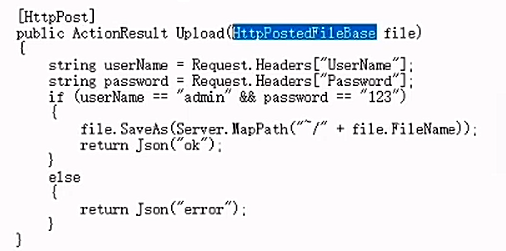 [HttpPost]
public ActionResult Upload(HttpPostedFileBase file)
{
    string userName = Request.Headers["UserName"];
    string password = Request.Headers["Password"];
    if (userName == "admin" && password == "123")
    {
        file.SaveAs(Server.MapPath("~/" + file.FileName));
        return Json("ok");
    }
    else
    {
        return Json("error");
    }
}